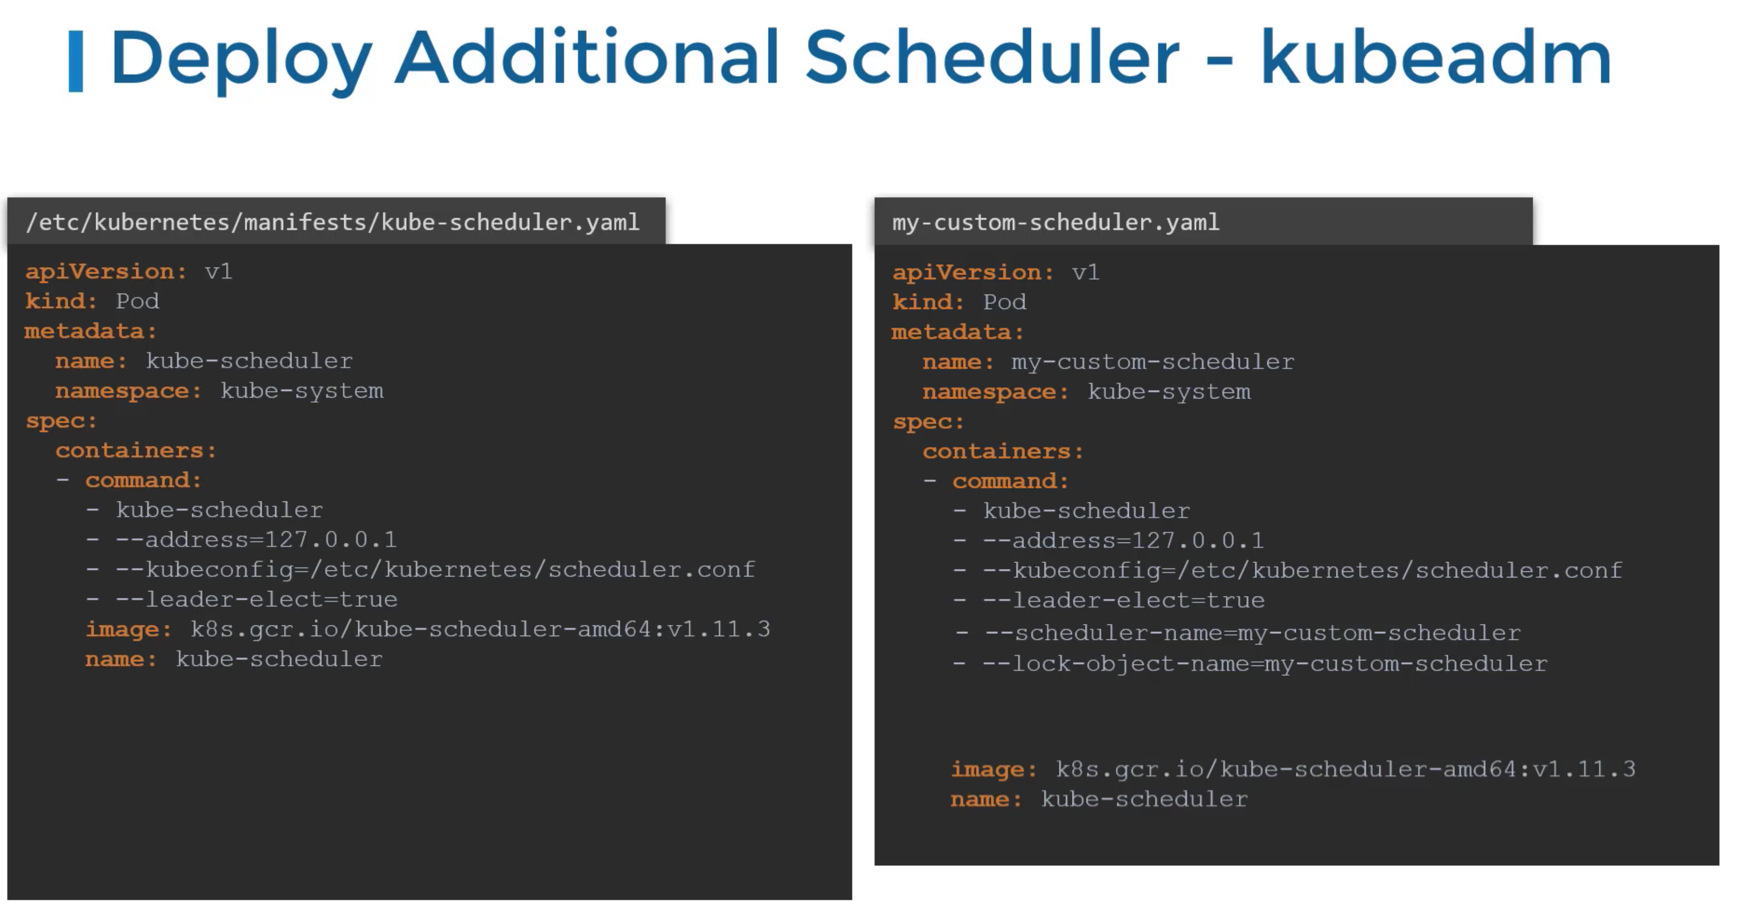 Deploy Additional Scheduler - kubeadm
/etc/kubernetes/manifests/kube-scheduler.yaml
apiVersion: v1
kind: Pod
metadata:
  name: kube-scheduler
  namespace: kube-system
spec:
  containers:
  - command:
    - kube-scheduler
    - --address=127.0.0.1
    - --kubeconfig=/etc/kubernetes/scheduler.conf
    - --leader-elect=true
    image: k8s.gcr.io/kube-scheduler-amd64:v1.11.3
    name: kube-scheduler
my-custom-scheduler.yaml
apiVersion: v1
kind: Pod
metadata:
  name: my-custom-scheduler
  namespace: kube-system
spec:
  containers:
  - command:
    - kube-scheduler
    - --address=127.0.0.1
    - --kubeconfig=/etc/kubernetes/scheduler.conf
    - --leader-elect=true
    - --scheduler-name=my-custom-scheduler
    - --lock-object-name=my-custom-scheduler
    image: k8s.gcr.io/kube-scheduler-amd64:v1.11.3
    name: kube-scheduler